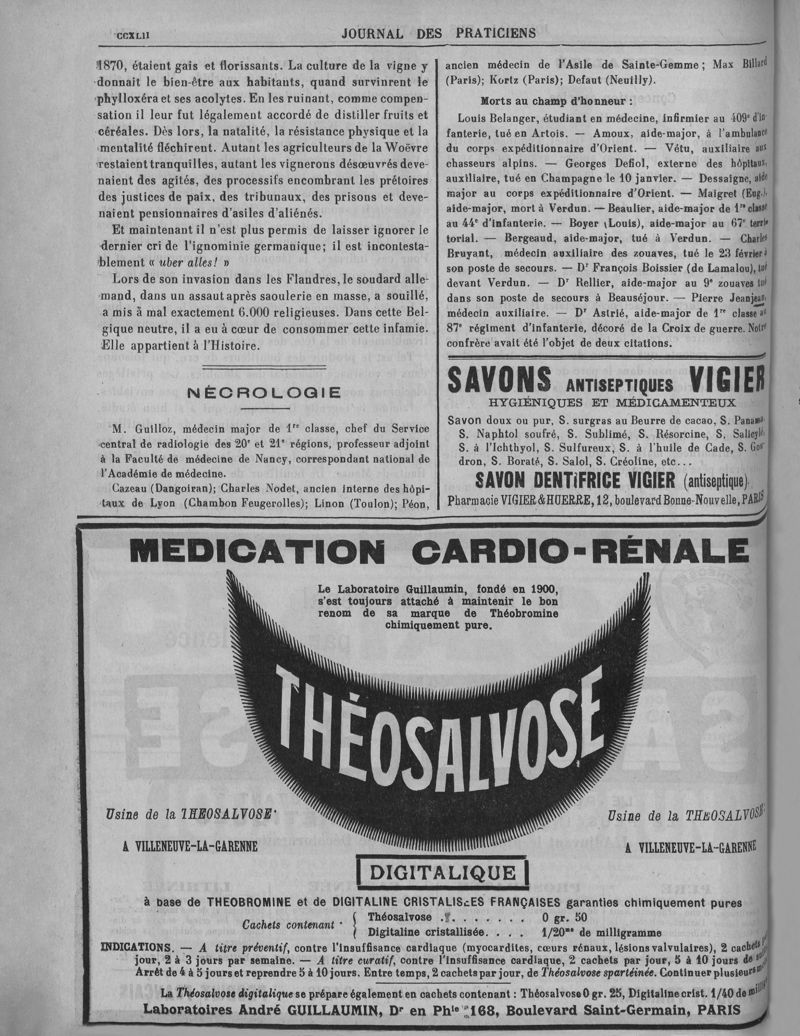 CCXLII
JOURNAL DES PRATICIENS
1870, étaient gais et florissants. La culture de la vigne y
donnait le bien-être aux habitants, quand survinrent le
phylloxéra et ses acolytes. En les ruinant, comme compen-
sation il leur fut légalement accordé de distiller fruits et
céréales. Dès lors, la natalité, la résistance physique et la
mentalité fléchirent. Autant les agriculteurs de la Woëvre
restaient tranquilles, autant les vignerons désœuvrés deve-
naient des agités, des processifs encombrant les prétoires
des justices de paix, des tribunaux, des prisons et deve-
naient pensionnaires d'asiles d'aliénés.
Et maintenant il n'est plus permis de laisser ignorer le
dernier cri de l'ignominie germanique; il est incontesta-
blement « uber alles! »
Lors de son invasion dans les Flandres, le soudard alle-
mand, dans un assaut après saoulerie en masse, a souillé,
a mis à mal exactement 6.000 religieuses. Dans cette Bel-
gique neutre, il a eu à cœur de consommer cette infamie.
Elle appartient à l'Histoire.
NÉCROLOGIE
M. Guilloz, médecin major de 1re classe, chef du Service
central de radiologie des 20e et 21e régions, professeur adjoint
à la Faculté de médecine de Nancy, correspondant national de
l'Académie de médecine.
Cazeau (Dangoiran); Charles Nodet, ancien interne des hôpi-
taux de Lyon (Chambon Feugerolles); Linon (Toulon); Péon,
ancien médecin de l'Asile de Sainte-Gemme; Max Billard
(Paris); Kortz (Paris); Defaut (Neuilly).
Morts au champ d'honneur :
Louis Belanger, étudiant en médecine, infirmier au 409e d'in-
fanterie, tué en Artois. — Amoux, aide-major, à l'ambulance
du corps expéditionnaire d'Orient. — Vétu, auxiliaire aux
chasseurs alpins. — Georges Defiol, externe des hôpitaux,
auxiliaire, tué en Champagne le 10 janvier. — Dessaigne, aide
major au corps expéditionnaire d'Orient. — Maigret (Eug.),
aide-major, mort à Verdun. — Beaulier, aide-major de 1re classe
au 44e d'infanterie. — Boyer (Louis), aide-major au 67e terri-
torial. — Bergeaud, aide-major, tué à Verdun. — Charles
Bruyant, médecin auxiliaire des zouaves, tué le 23 février à
son poste de secours. — Dr François Boissier (de Lamalou), tué
devant Verdun. — Dr Rellier, aide-major au 9e zouaves tué
dans son poste de secours à Beauséjour. — Pierre Jeanjean,
médecin auxiliaire. — Dr Astrié, aide-major de 1re classe au
87e régiment d'infanterie, décoré de la Croix de guerre. Notre
confrère avait été l'objet de deux citations.
SAVONS ANTISEPTIQUES VIGIER
HYGIÉNIQUES ET MÉDICAMENTEUX
Savon doux ou pur, S. surgras au Beurre de cacao, S. Panama
S. Naphtol soufré, S. Sublimé, S. Résorcine, S. Salicylé,
S. à l'Ichthyol, S. Sulfureux, S. à l'huile de Cade, S. Gou-
dron, S. Boraté, S. Salol, S. Créoline, etc...
SAVON DENTIFRICE VIGIER (antiseptique)
Pharmacie VIGIER & HUERRE, 12, boulevard Bonne-Nouvelle, PARIS
MEDICATION CARDIO-RÉNALE
Le Laboratoire Guillaumin, fondé en 1900,
s'est toujours attaché à maintenir le bon
renom de sa marque de Théobromine
chimiquement pure.
THÉOSALVOSE
Usine de la THEOSALVOSE
A VILLENEUVE-LA-GARENNE
Usine de la THEOSALVOSE
A VILLENEUVE-LA-GARENNE
DIGITALIQUE
à base de THEOBROMINE et de DIGITALINE CRISTALISÉES FRANÇAISES garanties chimiquement pures
Cachets contenant
Théosalvose . . . . . . . . 0 gr. 50
Digitaline cristallisée. . . . 1/20me de milligramme
INDICATIONS. — A titre préventif, contre l'insuffisance cardiaque (myocardites, cœurs rénaux, lésions valvulaires), 2 cachets
jour, 2 à 3 jours par semaine. — A titre curatif, contre l'Insuffisance cardiaque, 2 cachets par jour, 5 à 10 jours de
Arrêt de 4 à 5 jours et reprendre 5 à 10 jours. Entre temps, 2 cachets par jour, de Théosalvose spartéinée. Continuer plusieurs
La Théosalvose digitalique se prépare également en cachets contenant : Théosalvose 0 gr. 25, Digitaline crist. 1/40 de
Laboratoires André GUILLAUMIN, Dr en Phie 168, Boulevard Saint-Germain, PARIS